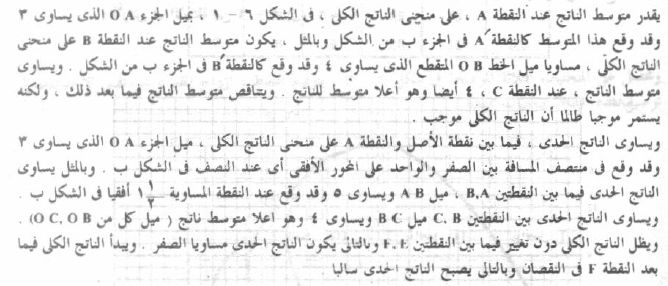 يقدر متوسط الناتج عند النقطة A ، على منحنى الناتج الكلى ، فى الشكل ٦ - ١ ، بميل الجزء O A الذى يساوى ٣
وقد وقع هذا المتوسط كالنقطة A′ فى الجزء ب من الشكل وبالمثل ، يكون متوسط الناتج عند النقطة B على منحنى
الناتج الكلى ، مساويا ميل الخط O B المتقطع الذى يساوى ٤ وقد وقع كالنقطة B′ فى الجزء ب من الشكل . ويساوى
متوسط الناتج ، عند النقطة C ، ٤ أيضا وهو أعلا متوسط للناتج . ويتناقص متوسط الناتج فيما بعد ذلك ، ولكنه
يستمر موجبا طالما أن الناتج الكلى موجب .
ويساوى الناتج الحدى ، فيما بين نقطة الأصل والنقطة A على منحنى الناتج الكلى ، ميل الجزء O A الذى يساوى ٣
وقد وقع فى منتصف المسافة بين الصفر والواحد على المحور الأفقى أى عند النصف فى الشكل ب . وبالمثل يساوى
الناتج الحدى فيما بين النقطتين B,A ، ميل A B ويساوى ٥ وقد وقع عند النقطة المساوية ١ ١/٢ أفقيا فى الشكل ب .
ويساوى الناتج الحدى بين النقطتين C, B ميل B C ويساوى ٤ وهو أعلا متوسط ناتج ( ميل كل من O C, O B ) .
ويظل الناتج الكلى دون تغيير فيما بين النقطتين F, E وبالتالى يكون الناتج الحدى مساويا الصفر . ويبدأ الناتج الكلى فيما
بعد النقطة F فى النقصان وبالتالى يصبح الناتج الحدى سالبا